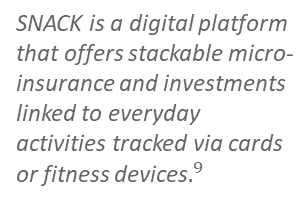 SNACK is a digital platform
that offers stackable micro-
insurance and investments
linked to everyday
activities tracked via cards
or fitness devices.⁹